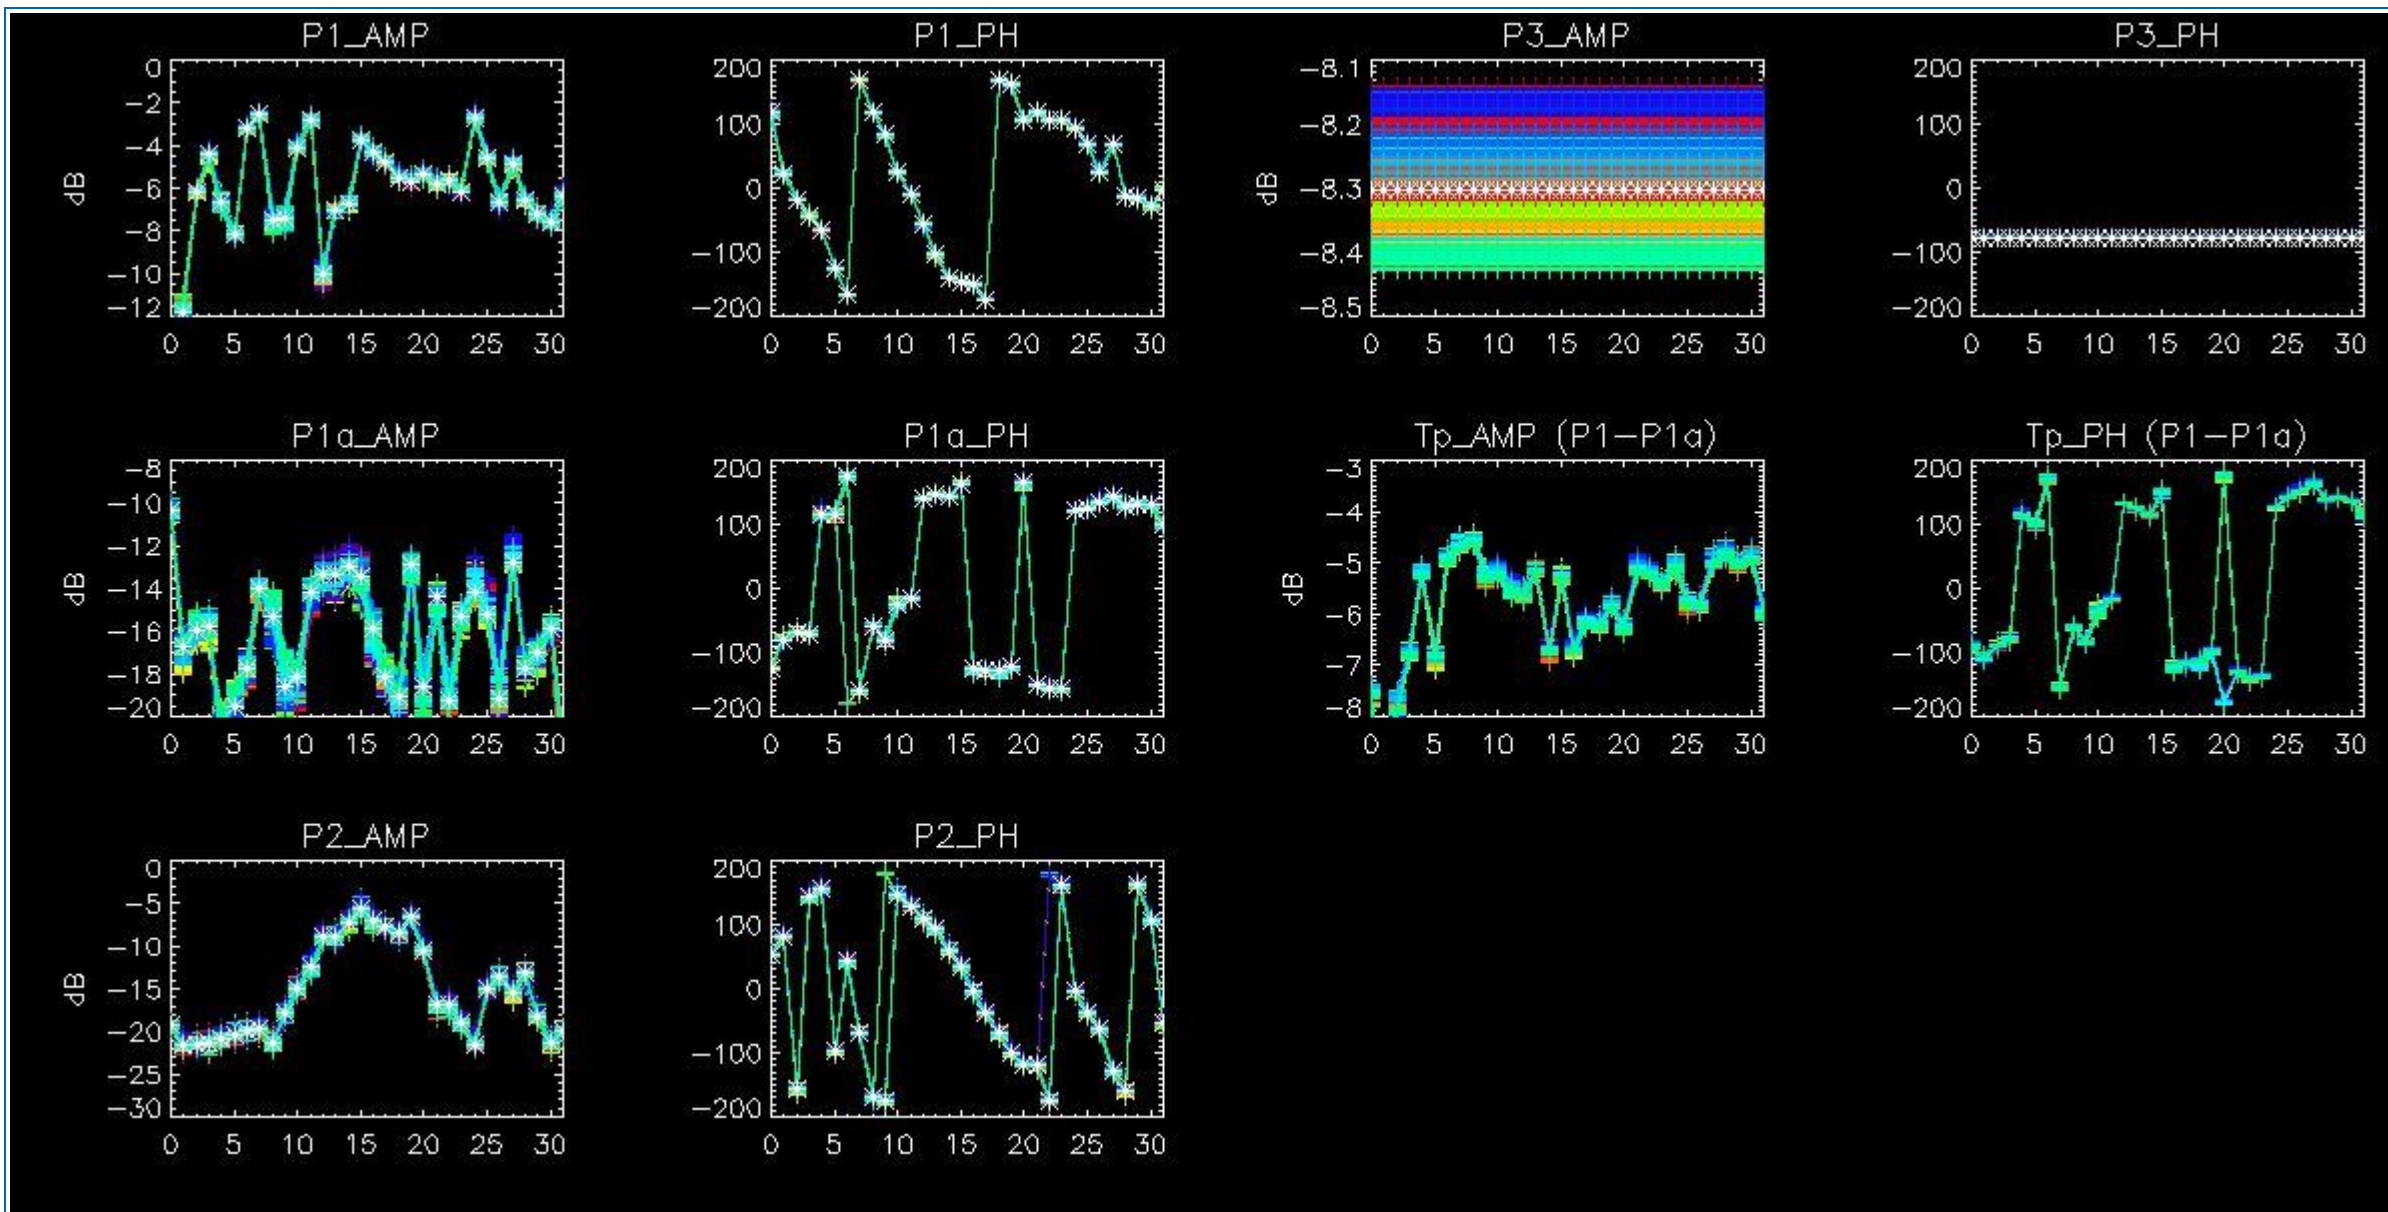 P1_AMP
0
−2
−4
−6
−8
−10
−12
dB
0 5 10 15 20 25 30
P1_PH
200
100
0
−100
−200
0 5 10 15 20 25 30
P3_AMP
−8.1
−8.2
−8.3
−8.4
−8.5
dB
0 5 10 15 20 25 30
P3_PH
200
100
0
−100
−200
0 5 10 15 20 25 30
P1a_AMP
−8
−10
−12
−14
−16
−18
−20
dB
0 5 10 15 20 25 30
P1a_PH
200
100
0
−100
−200
0 5 10 15 20 25 30
Tp_AMP (P1−P1a)
−3
−4
−5
−6
−7
−8
dB
0 5 10 15 20 25 30
Tp_PH (P1−P1a)
200
100
0
−100
−200
0 5 10 15 20 25 30
P2_AMP
0
−5
−10
−15
−20
−25
−30
dB
0 5 10 15 20 25 30
P2_PH
200
100
0
−100
−200
0 5 10 15 20 25 30